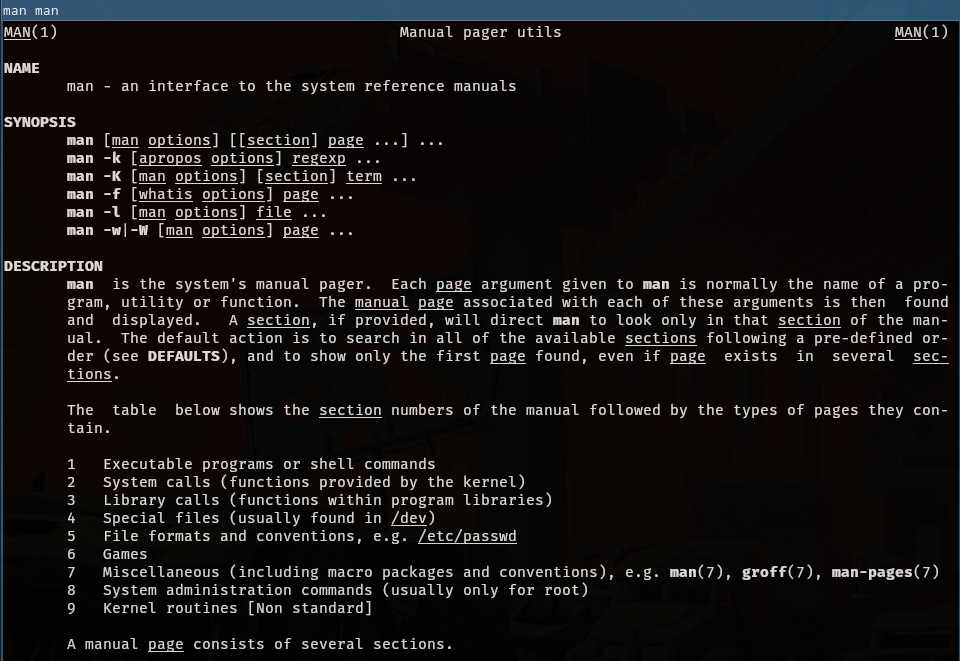 man man
MAN(1) Manual pager utils MAN(1)
NAME
man - an interface to the system reference manuals
SYNOPSIS
man [man options] [[section] page ...] ...
man -k [apropos options] regexp ...
man -K [man options] [section] term ...
man -f [whatis options] page ...
man -l [man options] file ...
man -w|-W [man options] page ...
DESCRIPTION
man  is the system's manual pager.  Each page argument given to man is normally the name of a pro-
gram, utility or function.  The manual page associated with each of these arguments is then  found
and  displayed.   A section, if provided, will direct man to look only in that section of the man-
ual.  The default action is to search in all of the available sections following a pre-defined or-
der (see DEFAULTS), and to show only the first page found, even if page  exists  in  several  sec-
tions.
The  table  below shows the section numbers of the manual followed by the types of pages they con-
tain.
1   Executable programs or shell commands
2   System calls (functions provided by the kernel)
3   Library calls (functions within program libraries)
4   Special files (usually found in /dev)
5   File formats and conventions, e.g. /etc/passwd
6   Games
7   Miscellaneous (including macro packages and conventions), e.g. man(7), groff(7), man-pages(7)
8   System administration commands (usually only for root)
9   Kernel routines [Non standard]
A manual page consists of several sections.